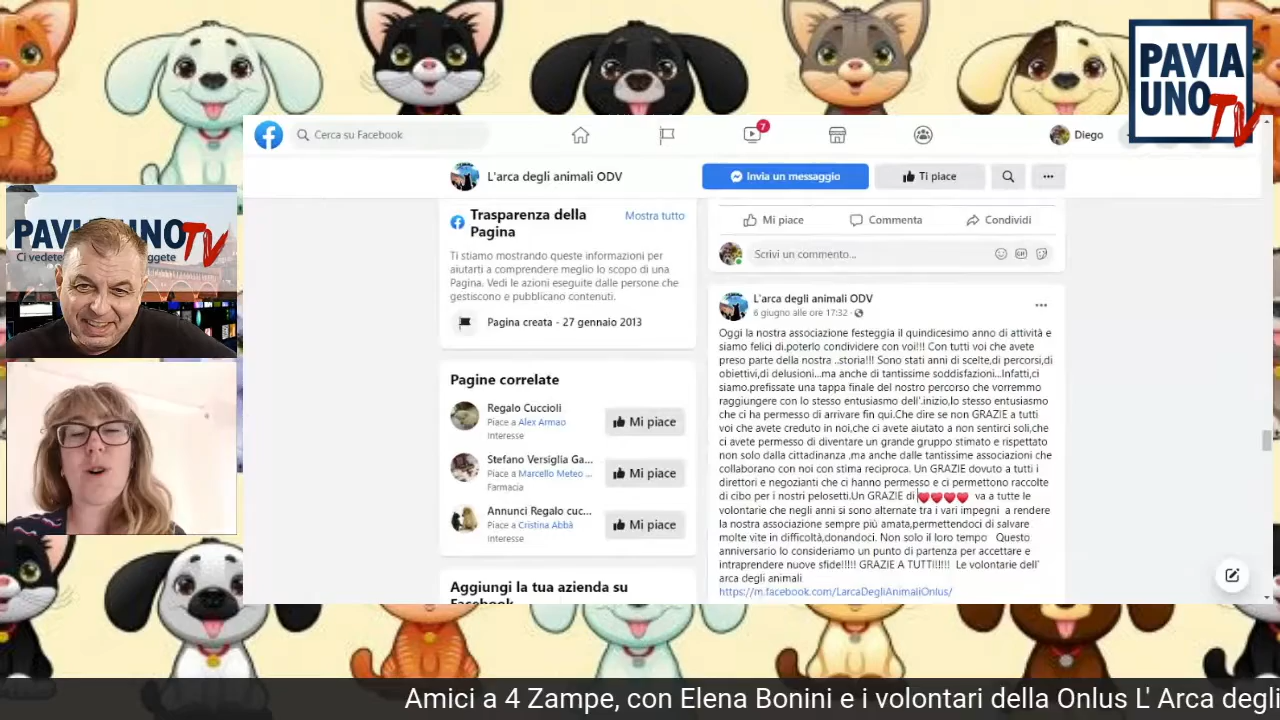 PAVIA
UNO
TV
Cerca su Facebook
7
Diego
L'arca degli animali ODV
Invia un messaggio
Ti piace
PAVIA UNO TV
Ci vedete
ggete
Trasparenza della
Pagina
Mostra tutto
Ti stiamo mostrando queste informazioni per
aiutarti a comprendere meglio lo scopo di una
Pagina. Vedi le azioni eseguite dalle persone che
gestiscono e pubblicano contenuti.
Pagina creata - 27 gennaio 2013
Pagine correlate
Regalo Cuccioli
Piace a Alex Armao
Interesse
Mi piace
Stefano Versiglia Ga...
Piace a Marcello Meteo ...
Farmacia
Mi piace
Annunci Regalo cuc...
Piace a Cristina Abbà
Interesse
Mi piace
Aggiungi la tua azienda su
Facebook
Mi piace
Commenta
Condividi
Scrivi un commento...
GIF
L'arca degli animali ODV
6 giugno alle ore 17:32 ·
Oggi la nostra associazione festeggia il quindicesimo anno di attività e
siamo felici di.poterlo condividere con voi!!! Con tutti voi che avete
preso parte della nostra ..storia!!! Sono stati anni di scelte,di percorsi,di
obiettivi,di delusioni...ma anche di tantissime soddisfazioni...Infatti,ci
siamo.prefissate una tappa finale del nostro percorso che vorremmo
raggiungere con lo stesso entusiasmo dell'.inizio,lo stesso entusiasmo
che ci ha permesso di arrivare fin qui.Che dire se non GRAZIE a tutti
voi che avete creduto in noi,che ci avete aiutato a non sentirci soli,che
ci avete permesso di diventare un grande gruppo stimato e rispettato
non solo dalla cittadinanza ,ma anche dalle tantissime associazioni che
collaborano con noi con stima reciproca. Un GRAZIE dovuto a tutti i
direttori e negozianti che ci hanno permesso e ci permettono raccolte
di cibo per i nostri pelosetti.Un GRAZIE di ❤❤❤❤ va a tutte le
volontarie che negli anni si sono alternate tra i vari impegni a rendere
la nostra associazione sempre più amata,permettendoci di salvare
molte vite in difficoltà,donandoci. Non solo il loro tempo Questo
anniversario lo consideriamo un punto di partenza per accettare e
intraprendere nuove sfide!!!!! GRAZIE A TUTTI!!!!!! Le volontarie dell'
arca degli animali
https://m.facebook.com/LarcaDegliAnimaliOnlus/
Amici a 4 Zampe, con Elena Bonini e i volontari della Onlus L' Arca degli